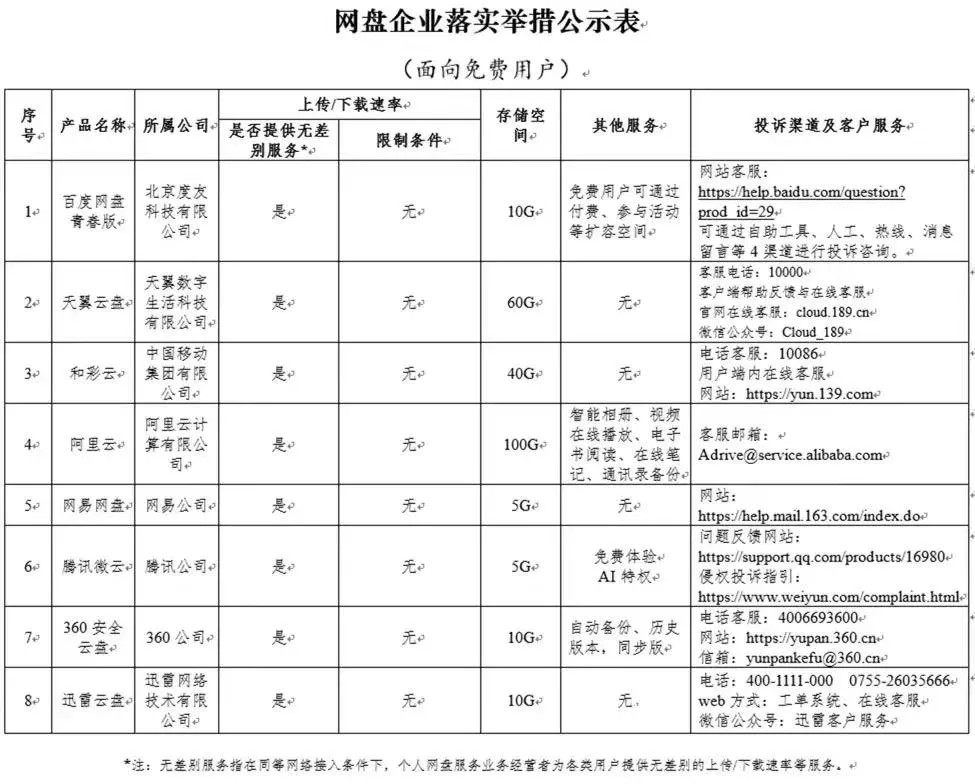 网盘企业落实举措公示表
（面向免费用户）
序号 产品名称 所属公司 上传/下载速率 存储空间 其他服务 投诉渠道及客户服务
是否提供无差别服务* 限制条件
1 百度网盘青春版 北京度友科技有限公司 是 无 10G 免费用户可通过付费、参与活动等扩容空间
网站客服：
https://help.baidu.com/question?
prod_id=29
可通过自助工具、人工、热线、消息
留言等 4 渠道进行投诉咨询。
2 天翼云盘 天翼数字生活科技有限公司 是 无 60G 无
客服电话：10000
客户端帮助反馈与在线客服
官网在线客服：cloud.189.cn
微信公众号：Cloud_189
3 和彩云 中国移动集团有限公司 是 无 40G 无
电话客服：10086
用户端内在线客服
网站：https://yun.139.com
4 阿里云 阿里云计算有限公司 是 无 100G 智能相册、视频在线播放、电子书阅读、在线笔记、通讯录备份
客服邮箱：
Adrive@service.alibaba.com
5 网易网盘 网易公司 是 无 5G 无
网站：
https://help.mail.163.com/index.do
6 腾讯微云 腾讯公司 是 无 5G 免费体验 AI 特权
问题反馈网站：
https://support.qq.com/products/16980
侵权投诉指引：
https://www.weiyun.com/complaint.html
7 360 安全云盘 360 公司 是 无 10G 自动备份、历史版本，同步版
电话客服：4006693600
网站：https://yupan.360.cn
信箱：yunpankefu@360.cn
8 迅雷云盘 迅雷网络技术有限公司 是 无 10G 无
电话：400-1111-000 0755-26035666
web 方式：工单系统、在线客服
微信公众号：迅雷客户服务
*注：无差别服务指在同等网络接入条件下，个人网盘服务业务经营者为各类用户提供无差别的上传/下载速率等服务。